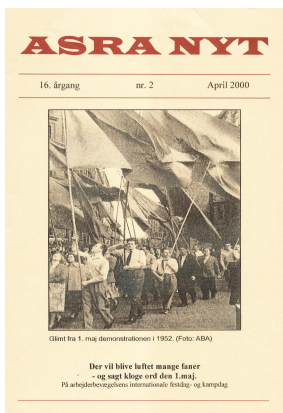 ASRA NYT
16. årgang nr. 2 April 2000
Glimt fra 1. maj demonstrationen i 1952. (Foto: ABA)
Der vil blive luftet mange faner
- og sagt kloge ord den 1.maj.
På arbejderbevægelsens internationale festdag- og kampdag